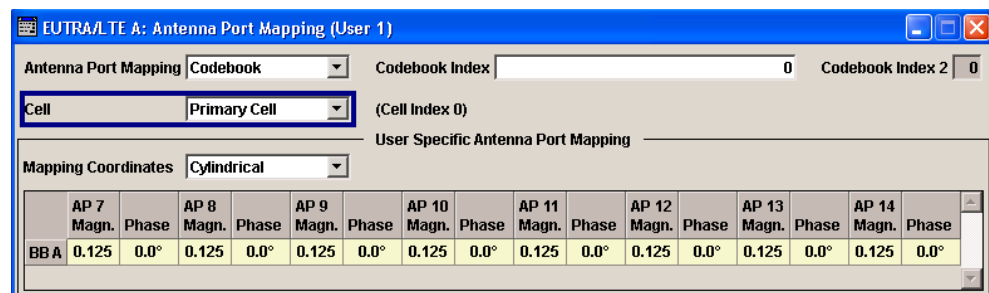 EUTRA/LTE A: Antenna Port Mapping (User 1)
Antenna Port Mapping Codebook Codebook Index 0 Codebook Index 2 0
Cell Primary Cell (Cell Index 0)
User Specific Antenna Port Mapping
Mapping Coordinates Cylindrical
AP 7 Magn. Phase AP 8 Magn. Phase AP 9 Magn. Phase AP 10 Magn. Phase AP 11 Magn. Phase AP 12 Magn. Phase AP 13 Magn. Phase AP 14 Magn. Phase
BB A 0.125 0.0° 0.125 0.0° 0.125 0.0° 0.125 0.0° 0.125 0.0° 0.125 0.0° 0.125 0.0° 0.125 0.0°